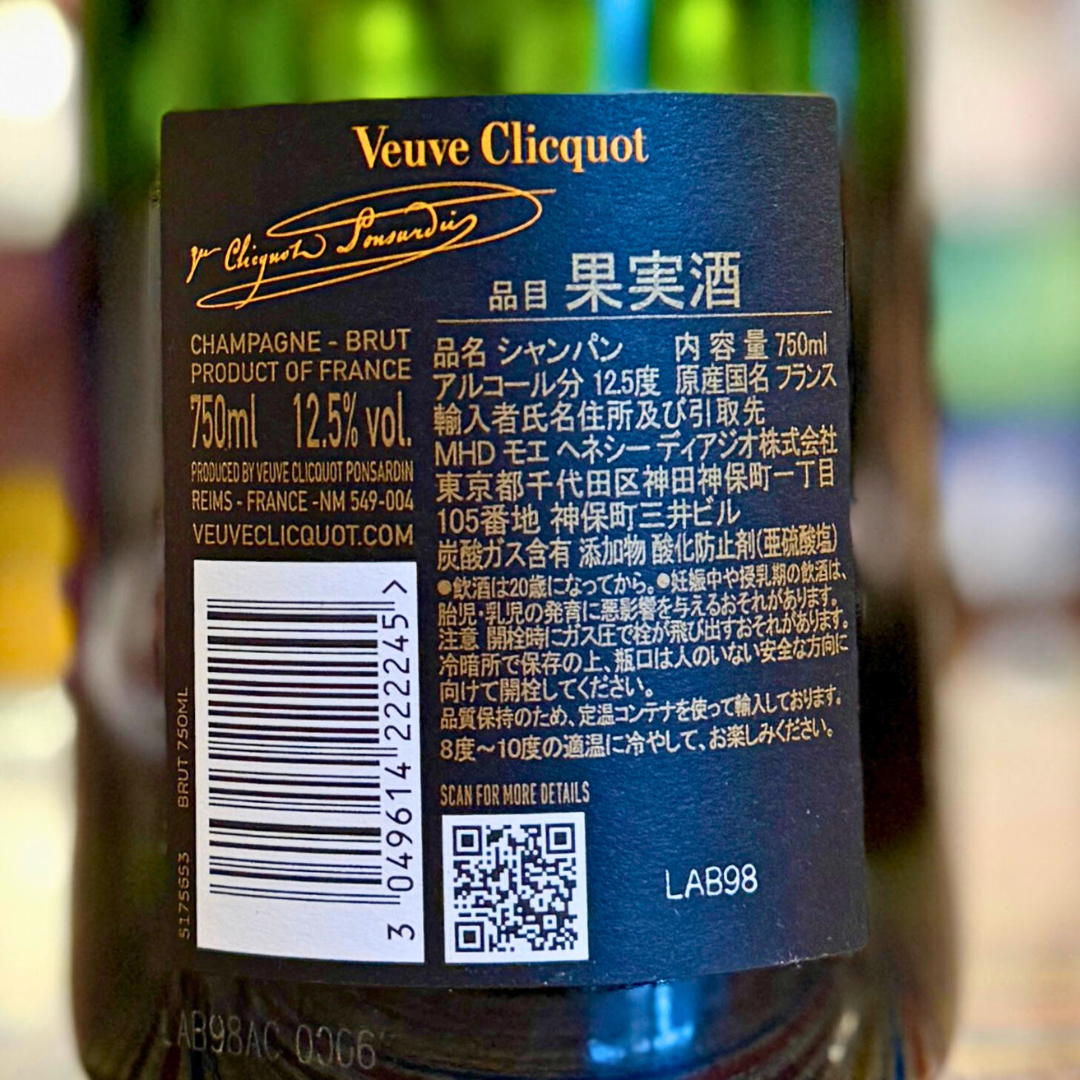 Veuve Clicquot
Vve Clicquot Ponsardin
CHAMPAGNE - BRUT
PRODUCT OF FRANCE
750ml 12.5% vol.
PRODUCED BY VEUVE CLICQUOT PONSARDIN
REIMS - FRANCE -NM 549-004
VEUVECLICQUOT.COM
品目 果実酒
品名 シャンパン 内容量 750ml
アルコール分 12.5度 原産国名 フランス
輸入者氏名住所及び引取先
MHD モエ ヘネシー ディアジオ株式会社
東京都千代田区神田神保町一丁目
105番地 神保町三井ビル
炭酸ガス含有 添加物 酸化防止剤(亜硫酸塩)
●飲酒は20歳になってから。●妊娠中や授乳期の飲酒は、
胎児・乳児の発育に悪影響を与えるおそれがあります。
注意 開栓時にガス圧で栓が飛び出すおそれがあります。
冷暗所で保存の上、瓶口は人のいない安全な方向に
向けて開栓してください。
品質保持のため、定温コンテナを使って輸入しております。
8度〜10度の適温に冷やして、お楽しみください。
SCAN FOR MORE DETAILS
LAB98
3 049614 222245 >
BRUT 750ML
5175653
LAB98AC